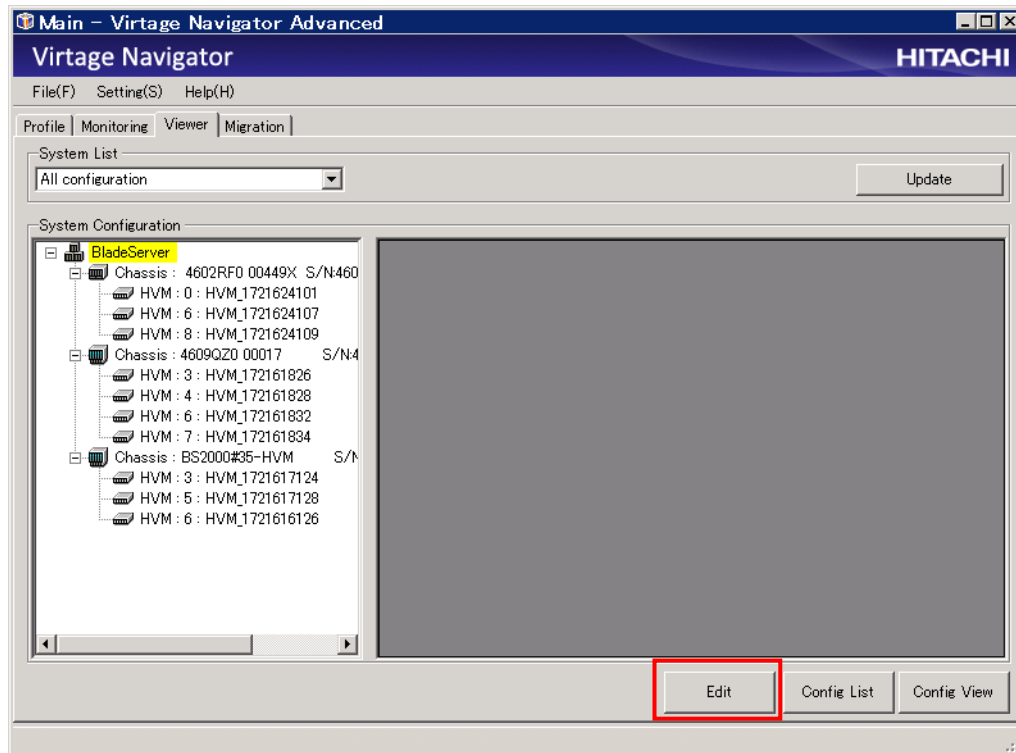 Main - Virtage Navigator Advanced
Virtage Navigator HITACHI
File(F) Setting(S) Help(H)
Profile Monitoring Viewer Migration
System List
All configuration Update
System Configuration
BladeServer
Chassis : 4602RF0 00449X S/N:460
HVM : 0 : HVM_1721624101
HVM : 6 : HVM_1721624107
HVM : 8 : HVM_1721624109
Chassis : 4609QZ0 00017 S/N:4
HVM : 3 : HVM_172161826
HVM : 4 : HVM_172161828
HVM : 6 : HVM_172161832
HVM : 7 : HVM_172161834
Chassis : BS2000#35-HVM S/N
HVM : 3 : HVM_1721617124
HVM : 5 : HVM_1721617128
HVM : 6 : HVM_1721616126
Edit Config List Config View